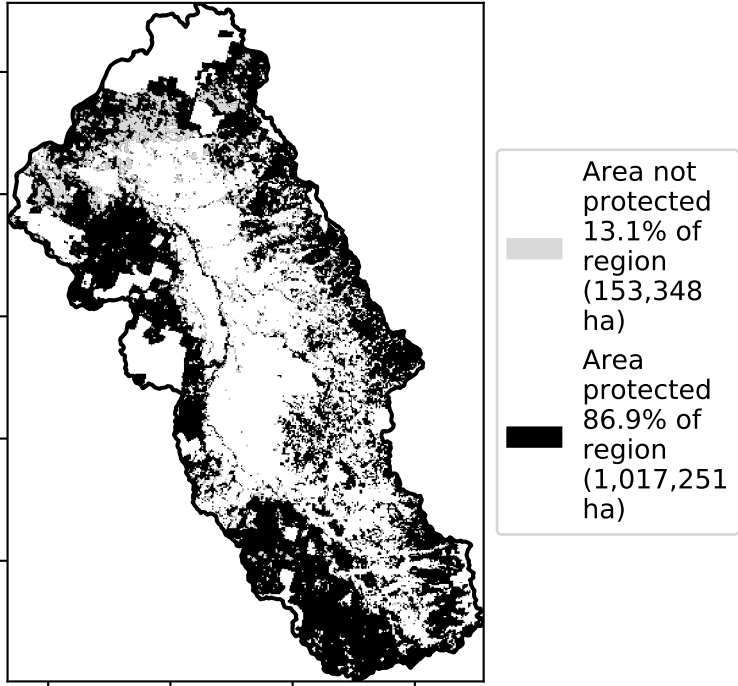 Area not
protected
13.1% of
region
(153,348
ha)
Area
protected
86.9% of
region
(1,017,251
ha)